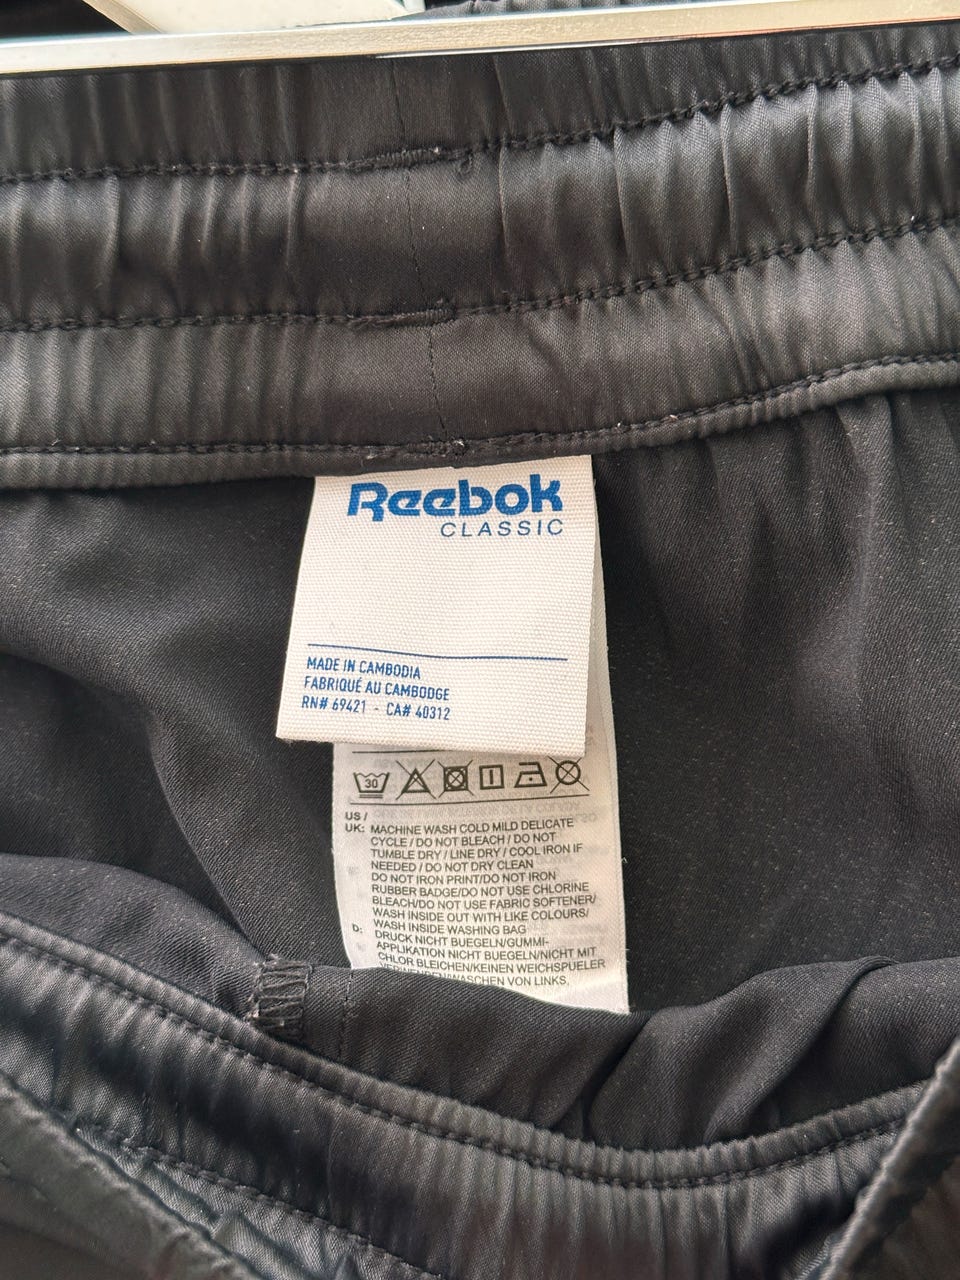 Reebok
CLASSIC
MADE IN CAMBODIA
FABRIQUÉ AU CAMBODGE
RN# 69421 - CA# 40312
30
US /
UK: MACHINE WASH COLD MILD DELICATE
CYCLE / DO NOT BLEACH / DO NOT
TUMBLE DRY / LINE DRY / COOL IRON IF
NEEDED / DO NOT DRY CLEAN
DO NOT IRON PRINT/DO NOT IRON
RUBBER BADGE/DO NOT USE CHLORINE
BLEACH/DO NOT USE FABRIC SOFTENER/
WASH INSIDE OUT WITH LIKE COLOURS/
WASH INSIDE WASHING BAG
D: DRUCK NICHT BUEGELN/GUMMI-
APPLIKATION NICHT BUEGELN/NICHT MIT
CHLOR BLEICHEN/KEINEN WEICHSPUELER
VERWENDEN/WASCHEN VON LINKS,